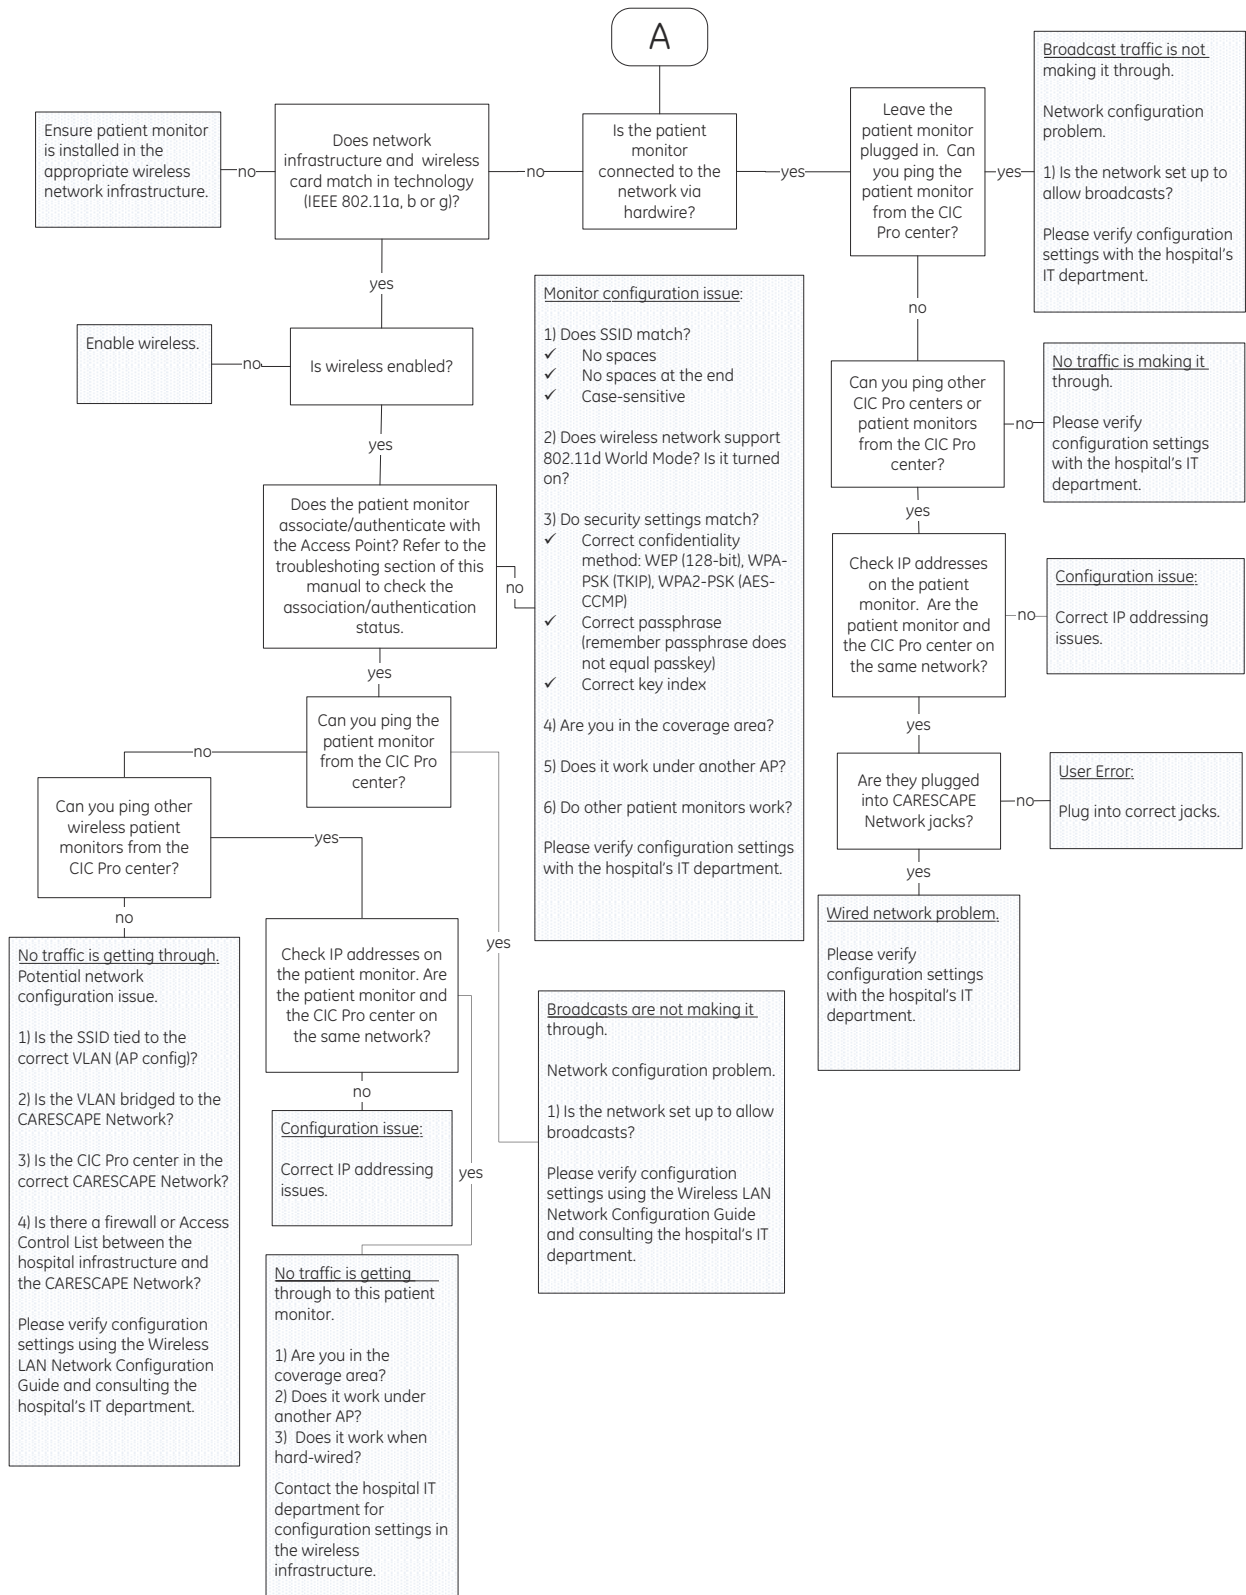 A
Is the patient
monitor
connected to the
network via
hardwire?
no
yes
Does network
infrastructure and wireless
card match in technology
(IEEE 802.11a, b or g)?
no
Ensure patient monitor
is installed in the
appropriate wireless
network infrastructure.
yes
Is wireless enabled?
no
Enable wireless.
yes
Does the patient monitor
associate/authenticate with
the Access Point? Refer to the
troubleshoting section of this
manual to check the
association/authentication
status.
no
Monitor configuration issue:
1) Does SSID match?
✓ No spaces
✓ No spaces at the end
✓ Case-sensitive
2) Does wireless network support
802.11d World Mode? Is it turned
on?
3) Do security settings match?
✓ Correct confidentiality
method: WEP (128-bit), WPA-
PSK (TKIP), WPA2-PSK (AES-
CCMP)
✓ Correct passphrase
(remember passphrase does
not equal passkey)
✓ Correct key index
4) Are you in the coverage area?
5) Does it work under another AP?
6) Do other patient monitors work?
Please verify configuration settings
with the hospital's IT department.
yes
Can you ping the
patient monitor
from the CIC Pro
center?
no
yes
Can you ping other
wireless patient
monitors from the
CIC Pro center?
yes
no
No traffic is getting through.
Potential network
configuration issue.
1) Is the SSID tied to the
correct VLAN (AP config)?
2) Is the VLAN bridged to the
CARESCAPE Network?
3) Is the CIC Pro center in the
correct CARESCAPE Network?
4) Is there a firewall or Access
Control List between the
hospital infrastructure and
the CARESCAPE Network?
Please verify configuration
settings using the Wireless
LAN Network Configuration
Guide and consulting the
hospital's IT department.
Check IP addresses on
the patient monitor. Are
the patient monitor and
the CIC Pro center on
the same network?
no
yes
Configuration issue:
Correct IP addressing
issues.
No traffic is getting
through to this patient
monitor.
1) Are you in the
coverage area?
2) Does it work under
another AP?
3) Does it work when
hard-wired?
Contact the hospital IT
department for
configuration settings in
the wireless
infrastructure.
Broadcasts are not making it
through.
Network configuration problem.
1) Is the network set up to allow
broadcasts?
Please verify configuration
settings using the Wireless LAN
Network Configuration Guide
and consulting the hospital's IT
department.
Leave the
patient monitor
plugged in. Can
you ping the
patient monitor
from the CIC
Pro center?
yes
Broadcast traffic is not
making it through.
Network configuration
problem.
1) Is the network set up to
allow broadcasts?
Please verify configuration
settings with the hospital's
IT department.
no
Can you ping other
CIC Pro centers or
patient monitors
from the CIC Pro
center?
no
No traffic is making it
through.
Please verify
configuration settings
with the hospital's IT
department.
yes
Check IP addresses
on the patient
monitor. Are the
patient monitor and
the CIC Pro center on
the same network?
no
Configuration issue:
Correct IP addressing
issues.
yes
Are they plugged
into CARESCAPE
Network jacks?
no
User Error:
Plug into correct jacks.
yes
Wired network problem.
Please verify
configuration settings
with the hospital's IT
department.